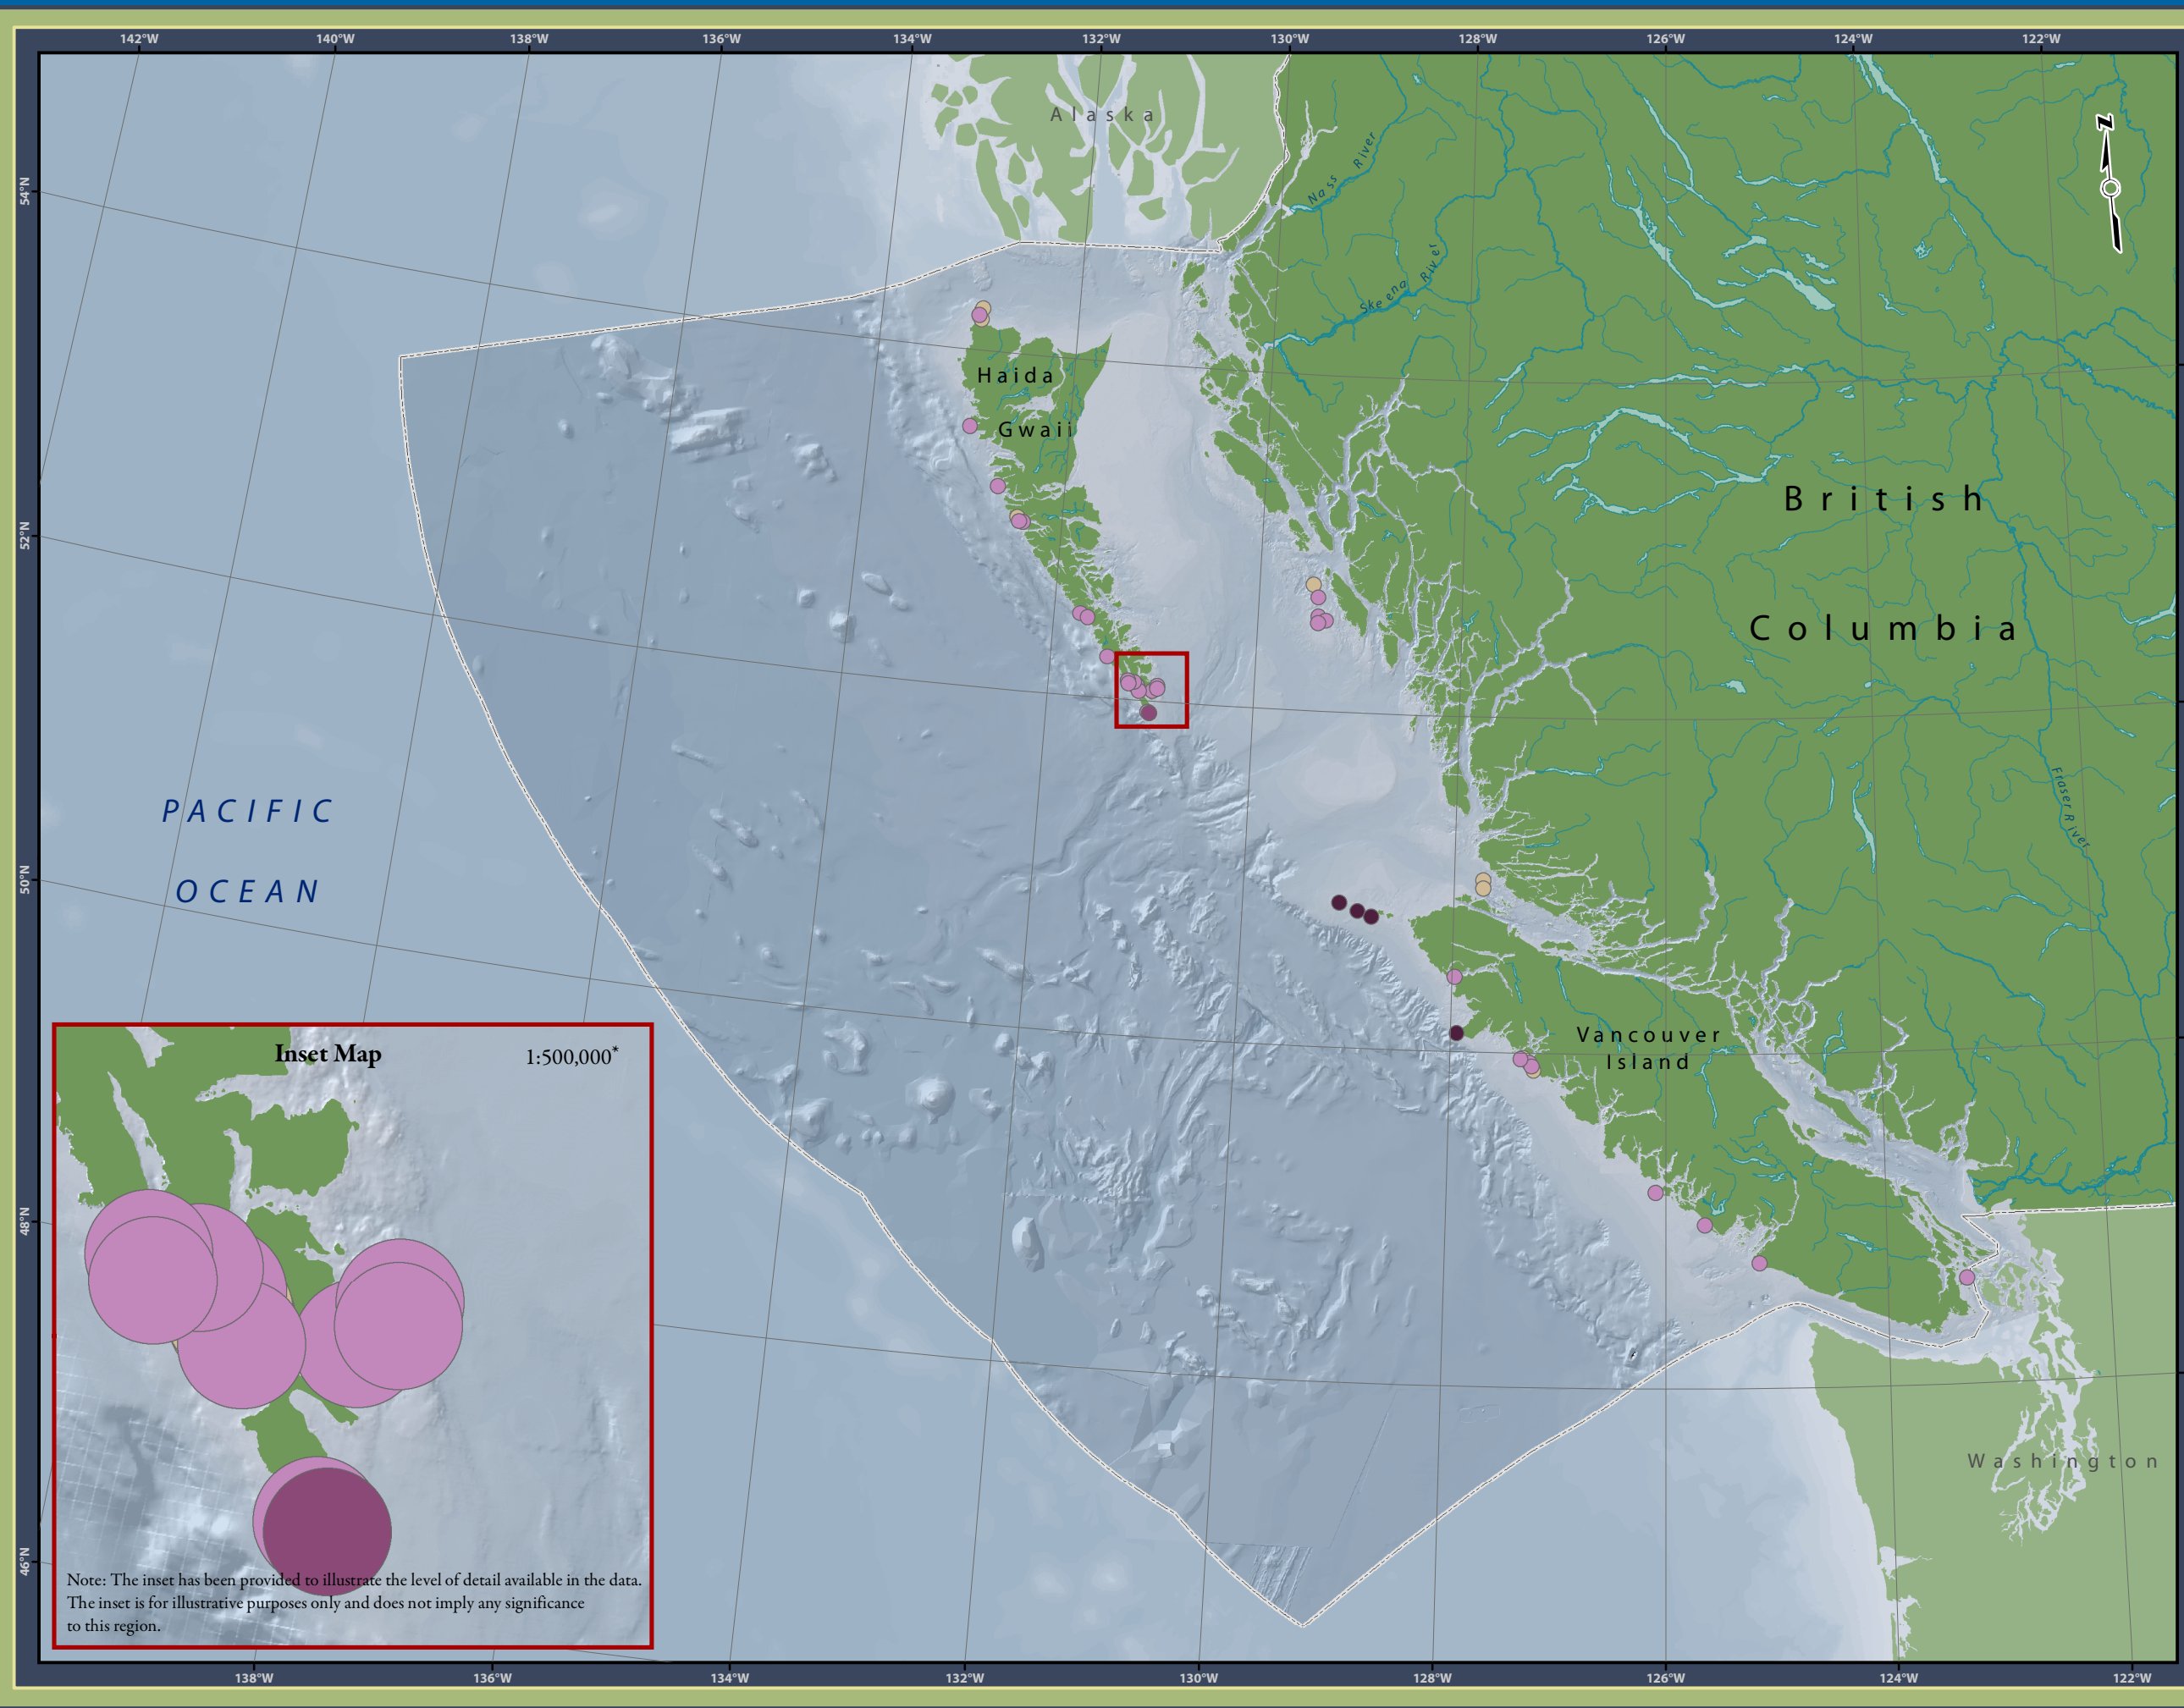 142°W 140°W 138°W 136°W 134°W 132°W 130°W 128°W 126°W 124°W 122°W
Alaska
N
Nass River
54°N
Skeena River
Haida
Gwaii
British
52°N
Columbia
PACIFIC
Fraser River
OCEAN
50°N
Vancouver
Island
Inset Map
1:500,000*
48°N
Washington
46°N
Note: The inset has been provided to illustrate the level of detail available in the data.
The inset is for illustrative purposes only and does not imply any significance
to this region.
138°W 136°W 134°W 132°W 130°W 128°W 126°W 124°W 122°W